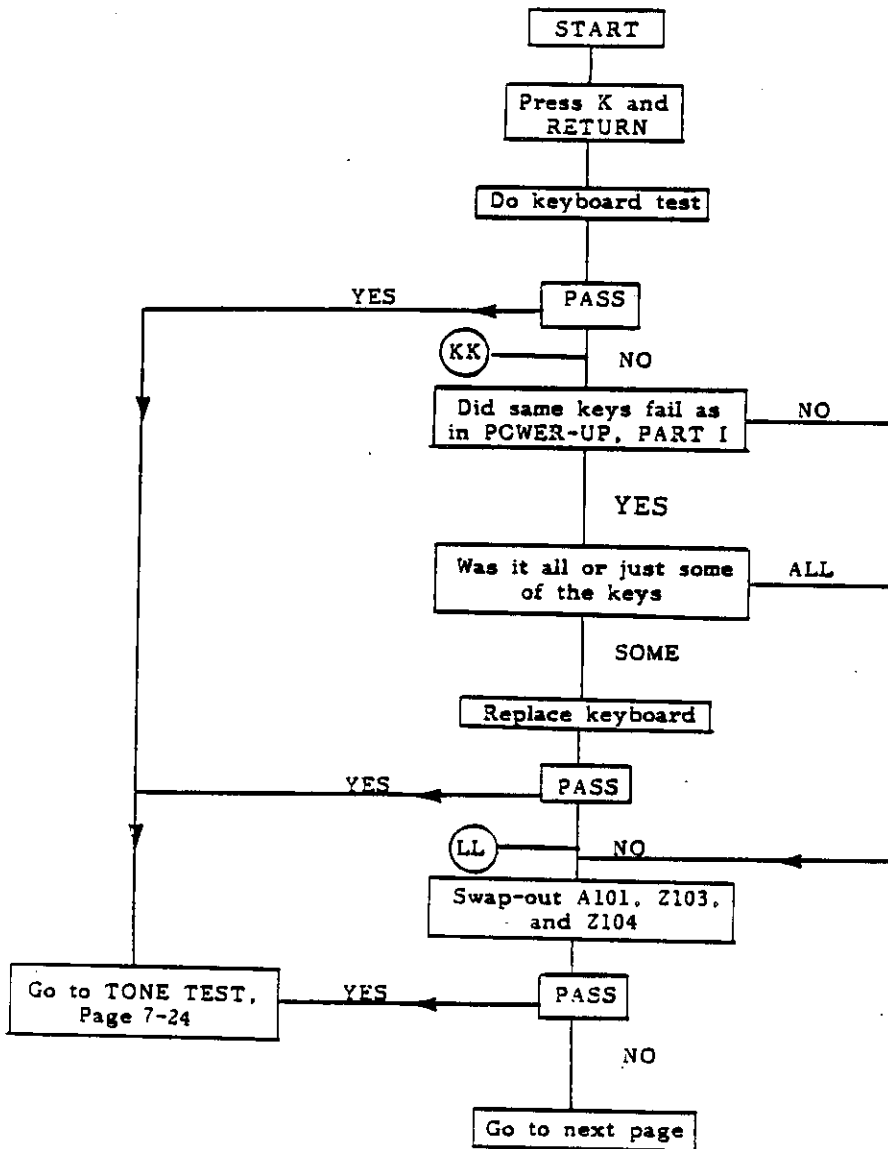 START
Press K and
RETURN
Do keyboard test
YES
PASS
KK
NO
Did same keys fail as
in POWER-UP, PART I
NO
YES
Was it all or just some
of the keys
ALL
SOME
Replace keyboard
YES
PASS
LL
NO
Swap-out A101, Z103,
and Z104
Go to TONE TEST,
Page 7-24
YES
PASS
NO
Go to next page